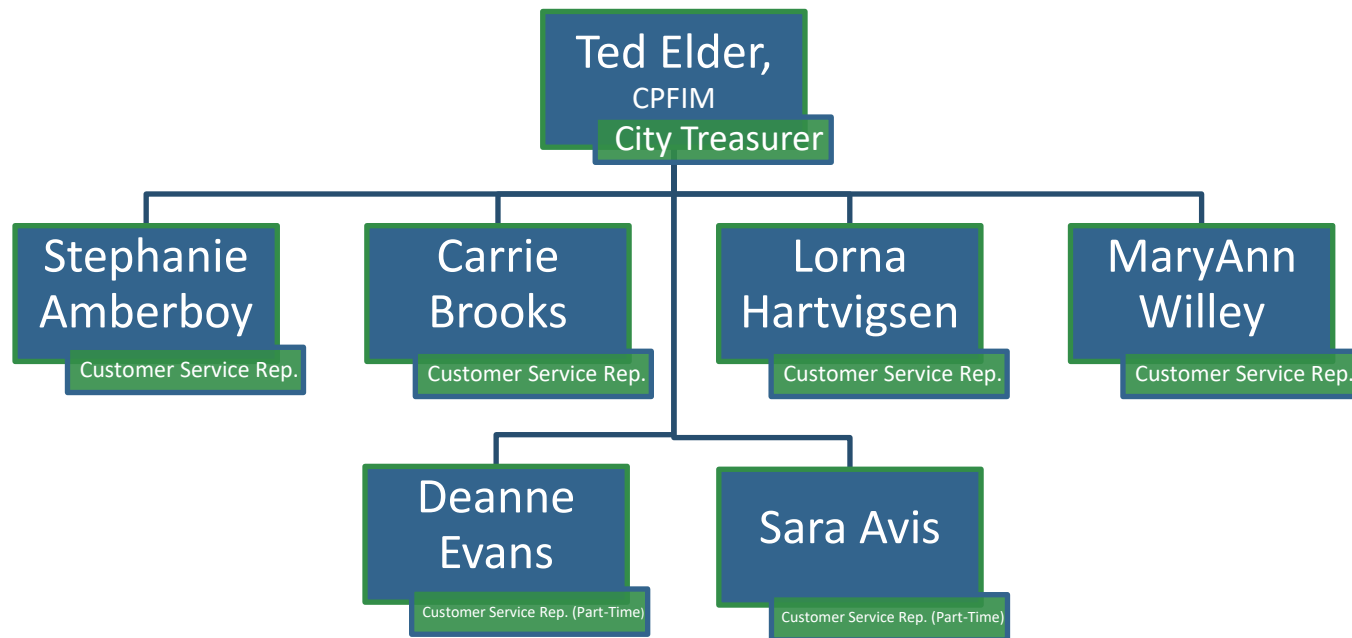 Ted Elder,
CPFIM
City Treasurer
Stephanie
Amberboy
Customer Service Rep.
Carrie
Brooks
Customer Service Rep.
Lorna
Hartvigsen
Customer Service Rep.
MaryAnn
Willey
Customer Service Rep.
Deanne
Evans
Customer Service Rep. (Part-Time)
Sara Avis
Customer Service Rep. (Part-Time)